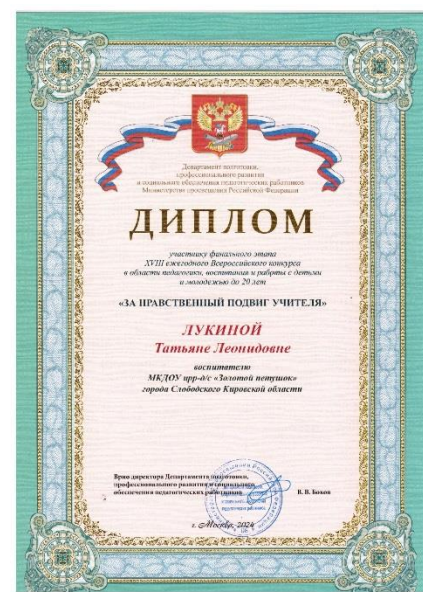 Департамент подготовки,
профессионального развития
и социального обеспечения педагогических работников
Министерства просвещения Российской Федерации
ДИПЛОМ
участнику финального этапа
XVIII ежегодного Всероссийского конкурса
в области педагогики, воспитания и работы с детьми
и молодежью до 20 лет
«ЗА НРАВСТВЕННЫЙ ПОДВИГ УЧИТЕЛЯ»
ЛУКИНОЙ
Татьяне Леонидовне
воспитателю
МКДОУ црр-д/с «Золотой петушок»
города Слободского Кировской области
Врио директора Департамента подготовки,
профессионального развития и социального
обеспечения педагогических работников
В. В. Боков
г. Москва, 2024